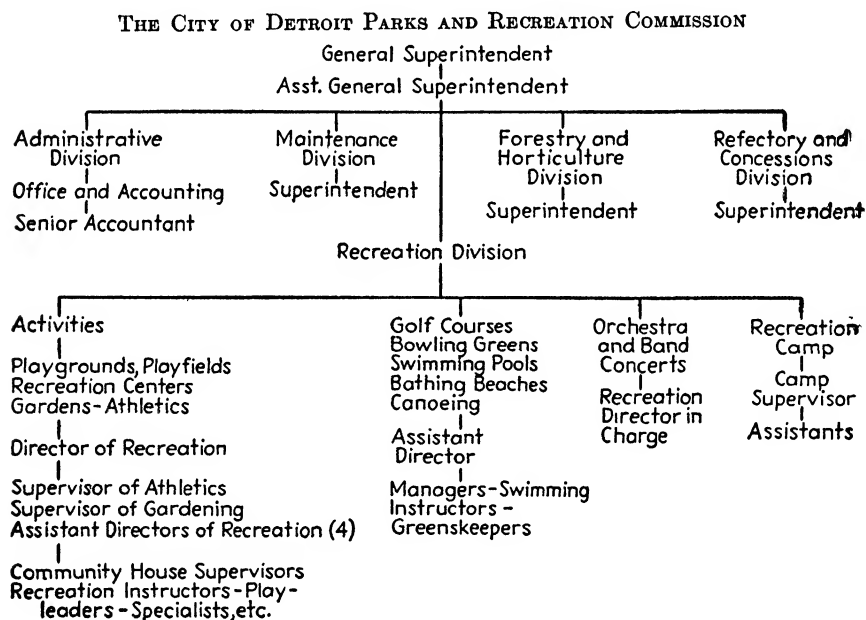 THE CITY OF DETROIT PARKS AND RECREATION COMMISSION
General Superintendent
Asst. General Superintendent
Administrative
Division
Office and Accounting
Senior Accountant
Maintenance
Division
Superintendent
Forestry and
Horticulture
Division
Superintendent
Refectory and
Concessions
Division
Superintendent
Recreation Division
Activities
Playgrounds, Playfields
Recreation Centers
Gardens-Athletics
Director of Recreation
Supervisor of Athletics
Supervisor of Gardening
Assistant Directors of Recreation (4)
Community House Supervisors
Recreation Instructors-Play-
leaders-Specialists, etc.
Golf Courses
Bowling Greens
Swimming Pools
Bathing Beaches
Canoeing
Assistant
Director
Managers-Swimming
Instructors-
Greenskeepers
Orchestra
and Band
Concerts
Recreation
Director in
Charge
Recreation
Camp
Camp
Supervisor
Assistants